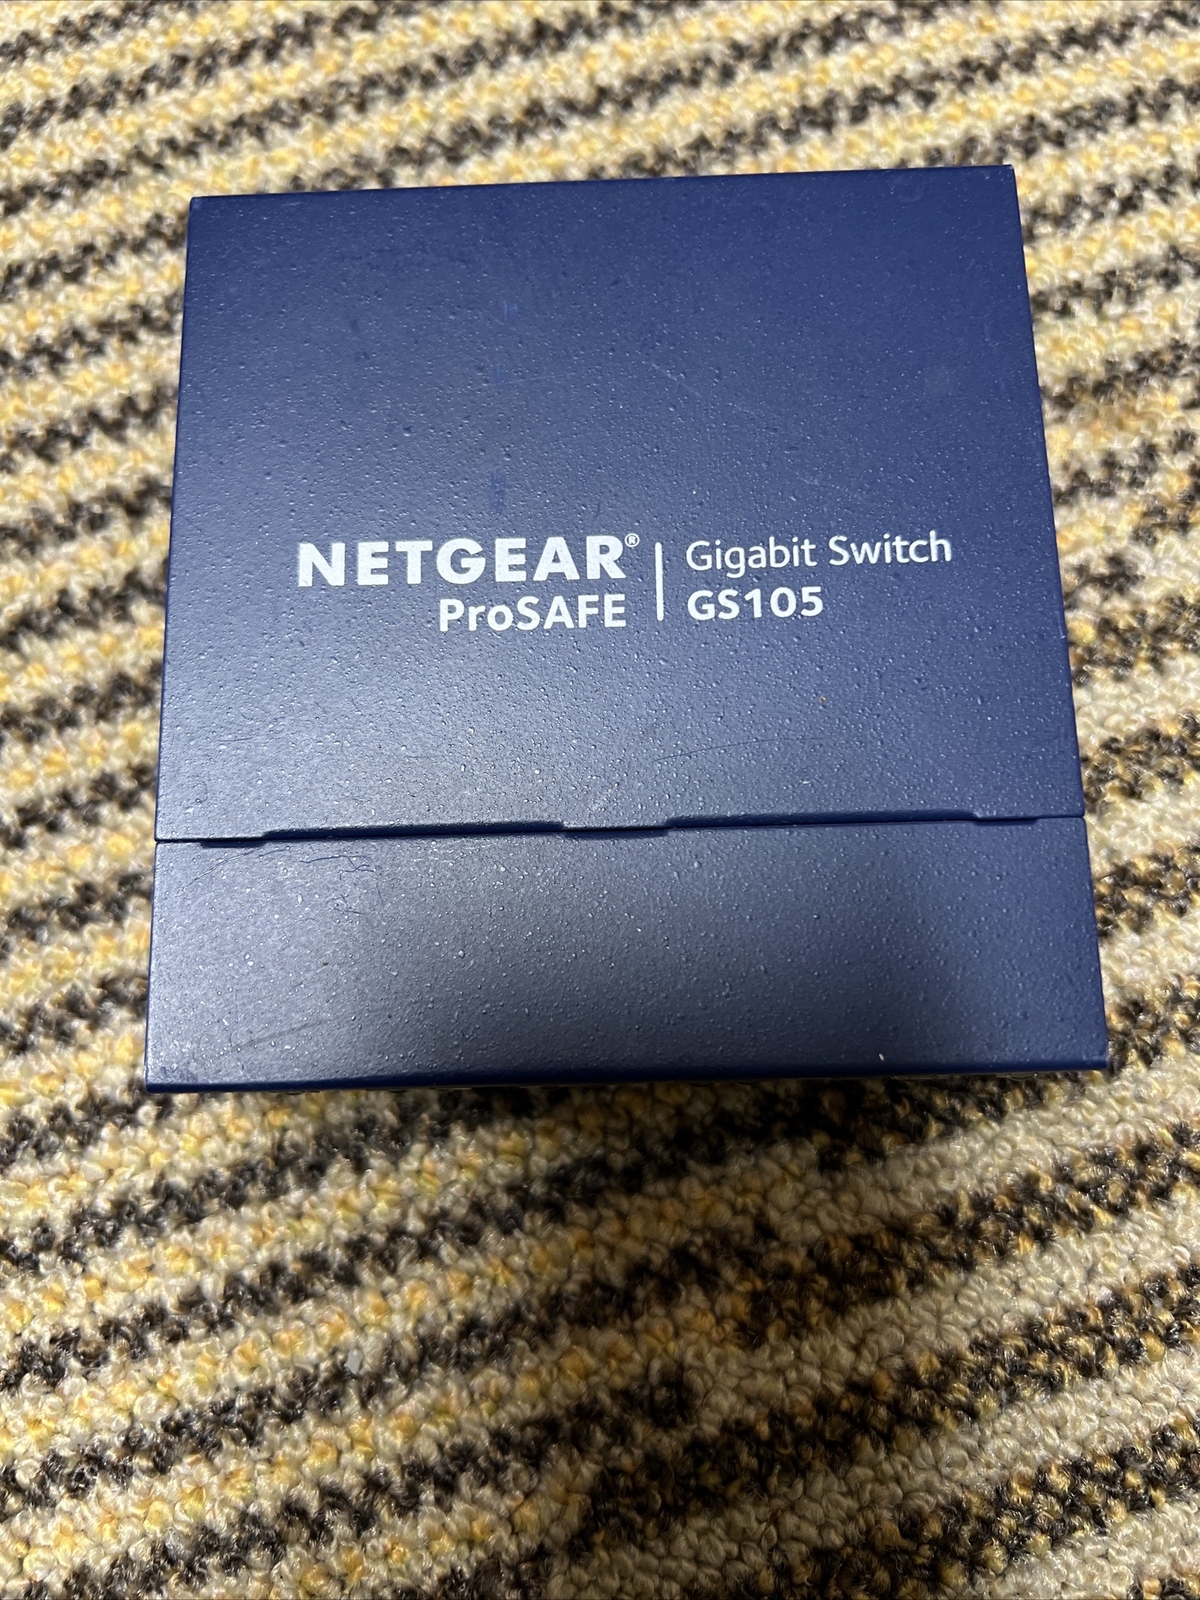 NETGEAR®
ProSAFE
Gigabit Switch
GS105